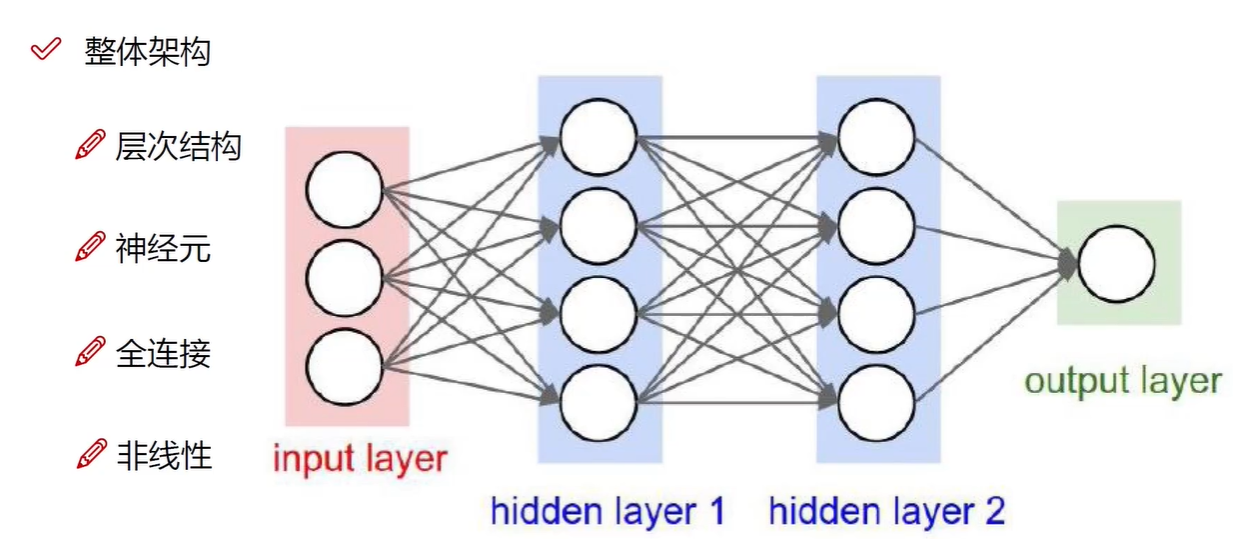 整体架构
层次结构
神经元
全连接
非线性
input layer
hidden layer 1
hidden layer 2
output layer